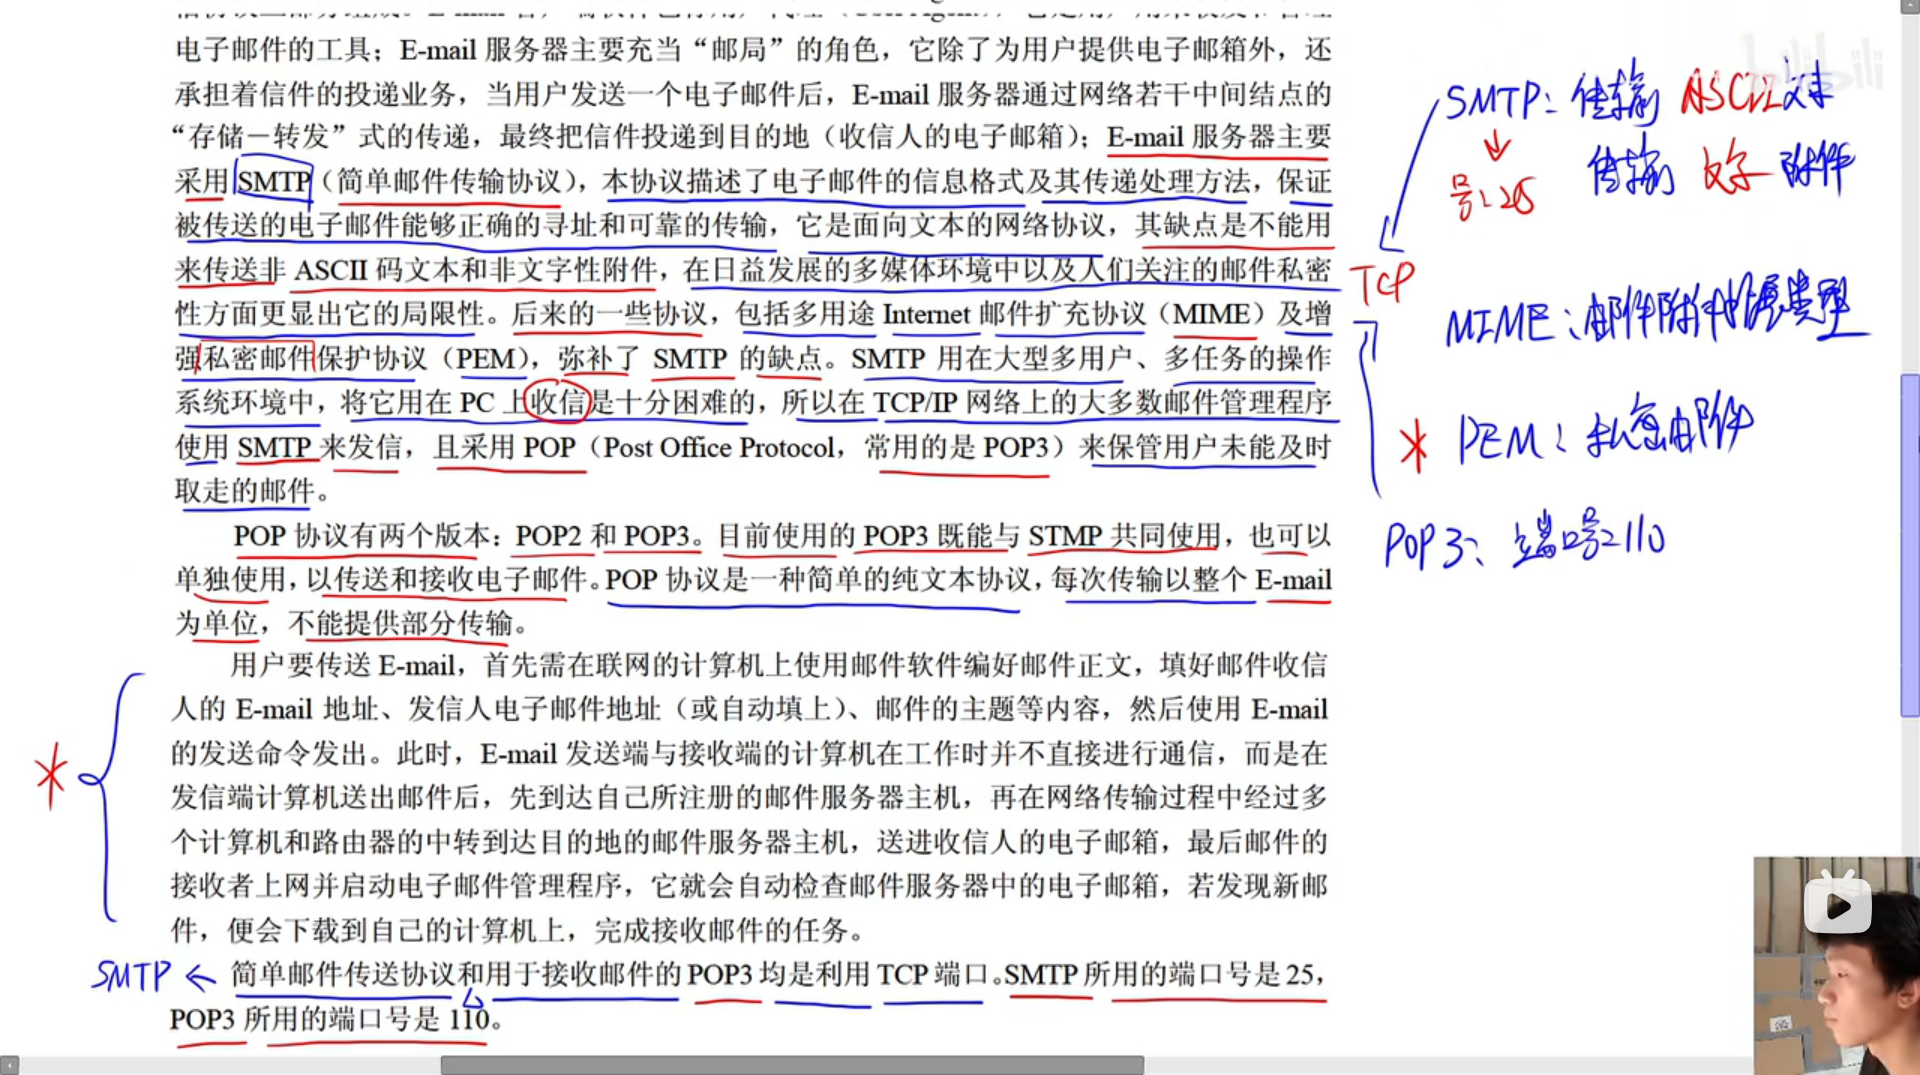 电子邮件的工具；E-mail 服务器主要充当“邮局”的角色，它除了为用户提供电子邮箱外，还
承担着信件的投递业务，当用户发送一个电子邮件后，E-mail 服务器通过网络若干中间结点的
“存储－转发”式的传递，最终把信件投递到目的地（收信人的电子邮箱）；E-mail 服务器主要
采用 SMTP（简单邮件传输协议），本协议描述了电子邮件的信息格式及其传递处理方法，保证
被传送的电子邮件能够正确的寻址和可靠的传输，它是面向文本的网络协议，其缺点是不能用
来传送非 ASCII 码文本和非文字性附件，在日益发展的多媒体环境中以及人们关注的邮件私密
性方面更显出它的局限性。后来的一些协议，包括多用途 Internet 邮件扩充协议（MIME）及增
强私密邮件保护协议（PEM），弥补了 SMTP 的缺点。SMTP 用在大型多用户、多任务的操作
系统环境中，将它用在 PC 上收信是十分困难的，所以在 TCP/IP 网络上的大多数邮件管理程序
使用 SMTP 来发信，且采用 POP（Post Office Protocol，常用的是 POP3）来保管用户未能及时
取走的邮件。
POP 协议有两个版本：POP2 和 POP3。目前使用的 POP3 既能与 STMP 共同使用，也可以
单独使用，以传送和接收电子邮件。POP 协议是一种简单的纯文本协议，每次传输以整个 E-mail
为单位，不能提供部分传输。
用户要传送 E-mail，首先需在联网的计算机上使用邮件软件编好邮件正文，填好邮件收信
人的 E-mail 地址、发信人电子邮件地址（或自动填上）、邮件的主题等内容，然后使用 E-mail
的发送命令发出。此时，E-mail 发送端与接收端的计算机在工作时并不直接进行通信，而是在
发信端计算机送出邮件后，先到达自己所注册的邮件服务器主机，再在网络传输过程中经过多
个计算机和路由器的中转到达目的地的邮件服务器主机，送进收信人的电子邮箱，最后邮件的
接收者上网并启动电子邮件管理程序，它就会自动检查邮件服务器中的电子邮箱，若发现新邮
件，便会下载到自己的计算机上，完成接收邮件的任务。
SMTP ← 简单邮件传送协议和用于接收邮件的 POP3 均是利用 TCP 端口。SMTP 所用的端口号是 25，
POP3 所用的端口号是 110。
bilibili
SMTP：传输 ASCII文本
传输 文字 附件
号:25
TCP
MIME：邮件附件扩展类型
* PEM：私密邮件
POP3：端口号=110